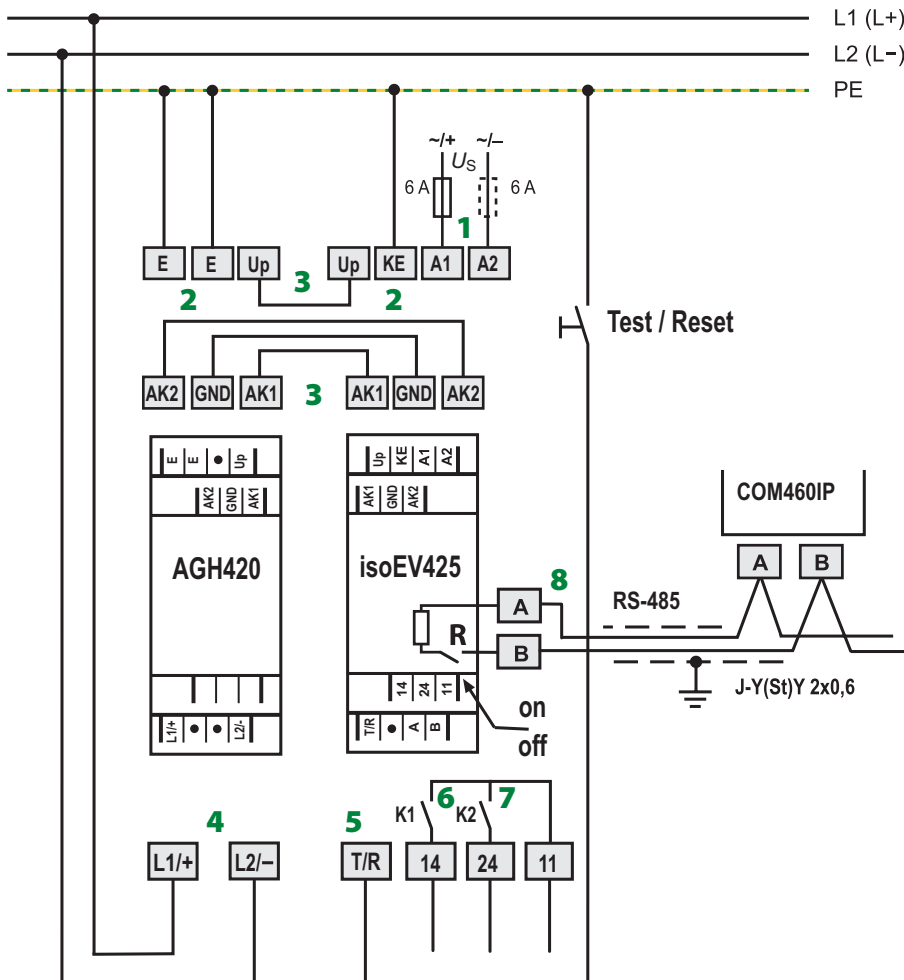 L1 (L+)
L2 (L−)
PE
~/+ ~/–
US
6 A 6 A
1
E E Up 3 Up KE A1 A2
2 2
Test / Reset
AK2 GND AK1 3 AK1 GND AK2
E E • Up
AK2 GND AK1
AGH420
L1/+ • • L2/-
Up KE A1 A2
AK1 GND AK2
isoEV425
R
14 24 11
T/R • A B
on
off
A
B
8
RS-485
COM460IP
A B
J-Y(St)Y 2x0,6
4 5
K1 6 K2 7
L1/+ L2/– T/R 14 24 11